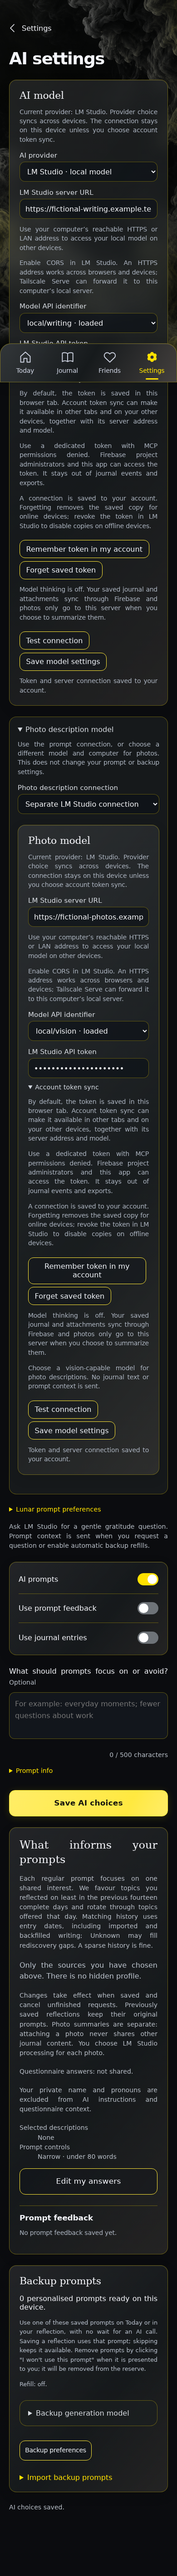 Settings
AI settings
AI model
Current provider: LM Studio. Provider choice syncs across devices. The connection stays on this device unless you choose account token sync.
AI provider
LM Studio · local model
LM Studio server URL
https://fictional-writing.example.te
Use your computer's reachable HTTPS or LAN address to access your local model on other devices.
Enable CORS in LM Studio. An HTTPS address works across browsers and devices; Tailscale Serve can forward it to this computer's local server.
Model API identifier
local/writing · loaded
Today
Journal
Friends
Settings
By default, the token is saved in this browser tab. Account token sync can make it available in other tabs and on your other devices, together with its server address and model.
Use a dedicated token with MCP permissions denied. Firebase project administrators and this app can access the token. It stays out of journal events and exports.
A connection is saved to your account. Forgetting removes the saved copy for online devices; revoke the token in LM Studio to disable copies on offline devices.
Remember token in my account
Forget saved token
Model thinking is off. Your saved journal and attachments sync through Firebase and photos only go to this server when you choose to summarize them.
Test connection
Save model settings
Token and server connection saved to your account.
▼ Photo description model
Use the prompt connection, or choose a different model and computer for photos. This does not change your prompt or backup settings.
Photo description connection
Separate LM Studio connection
Photo model
Current provider: LM Studio. Provider choice syncs across devices. The connection stays on this device unless you choose account token sync.
LM Studio server URL
https://fictional-photos.examp
Use your computer's reachable HTTPS or LAN address to access your local model on other devices.
Enable CORS in LM Studio. An HTTPS address works across browsers and devices; Tailscale Serve can forward it to this computer's local server.
Model API identifier
local/vision · loaded
LM Studio API token
•••••••••••••••••••••
▼ Account token sync
By default, the token is saved in this browser tab. Account token sync can make it available in other tabs and on your other devices, together with its server address and model.
Use a dedicated token with MCP permissions denied. Firebase project administrators and this app can access the token. It stays out of journal events and exports.
A connection is saved to your account. Forgetting removes the saved copy for online devices; revoke the token in LM Studio to disable copies on offline devices.
Remember token in my account
Forget saved token
Model thinking is off. Your saved journal and attachments sync through Firebase and photos only go to this server when you choose to summarize them.
Choose a vision-capable model for photo descriptions. No journal text or prompt context is sent.
Test connection
Save model settings
Token and server connection saved to your account.
▶ Lunar prompt preferences
Ask LM Studio for a gentle gratitude question. Prompt context is sent when you request a question or enable automatic backup refills.
AI prompts
Use prompt feedback
Use journal entries
What should prompts focus on or avoid?
Optional
For example: everyday moments; fewer questions about work
0 / 500 characters
▶ Prompt info
Save AI choices
What informs your prompts
Each regular prompt focuses on one shared interest. We favour topics you reflected on least in the previous fourteen complete days and rotate through topics offered that day. Matching history uses entry dates, including imported and backfilled writing; Unknown may fill rediscovery gaps. A sparse history is fine.
Only the sources you have chosen above. There is no hidden profile.
Changes take effect when saved and cancel unfinished requests. Previously saved reflections keep their original prompts. Photo summaries are separate: attaching a photo never shares other journal content. You choose LM Studio processing for each photo.
Questionnaire answers: not shared.
Your private name and pronouns are excluded from AI instructions and questionnaire context.
Selected descriptions
None
Prompt controls
Narrow · under 80 words
Edit my answers
Prompt feedback
No prompt feedback saved yet.
Backup prompts
0 personalised prompts ready on this device.
Use one of these saved prompts on Today or in your reflection, with no wait for an AI call. Saving a reflection uses that prompt; skipping keeps it available. Remove prompts by clicking "I won't use this prompt" when it is presented to you; it will be removed from the reserve.
Refill: off.
▶ Backup generation model
Backup preferences
▶ Import backup prompts
AI choices saved.